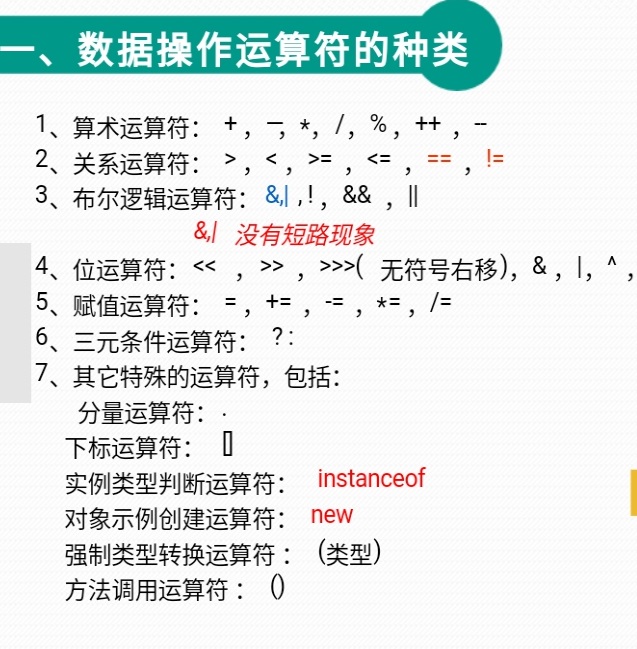 一、数据操作运算符的种类
1、算术运算符： + ， —， *， / ， % ， ++ ， --
2、关系运算符： > ， < ， >= ， <= ， == ， !=
3、布尔逻辑运算符： &,| , ! ， && ， ||
&,| 没有短路现象
4、位运算符： << ， >> ， >>>( 无符号右移)， & ， |， ^ ，
5、赋值运算符： = ， += ， -= ， *= ， /=
6、三元条件运算符： ? :
7、其它特殊的运算符，包括：
分量运算符： .
下标运算符： []
实例类型判断运算符： instanceof
对象示例创建运算符： new
强制类型转换运算符 ： (类型)
方法调用运算符 ： ()